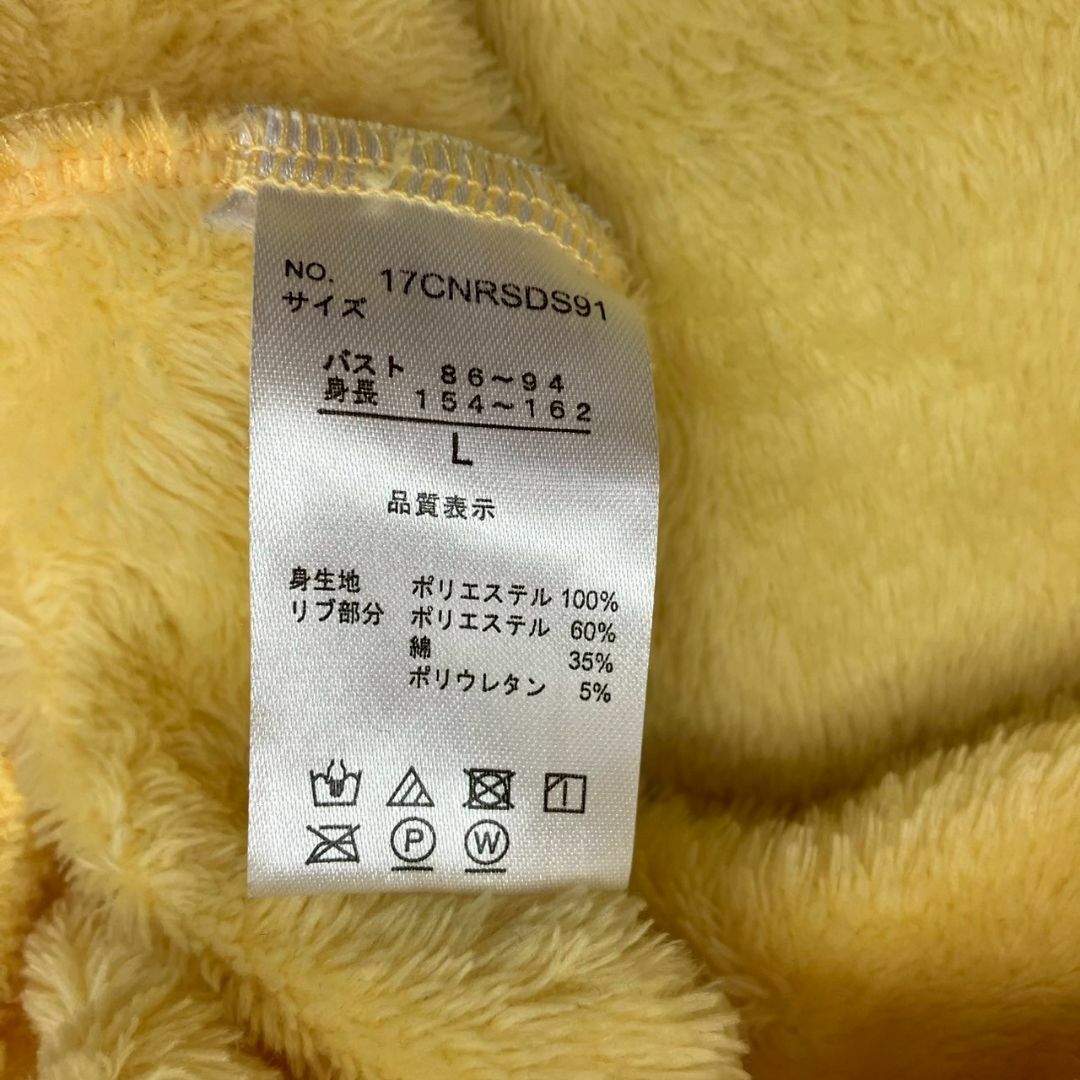 NO. 17CNRSDS91
サイズ
バスト 86～94
身長 154～162
L
品質表示
身生地 ポリエステル 100%
リブ部分 ポリエステル 60%
綿 35%
ポリウレタン 5%
P W